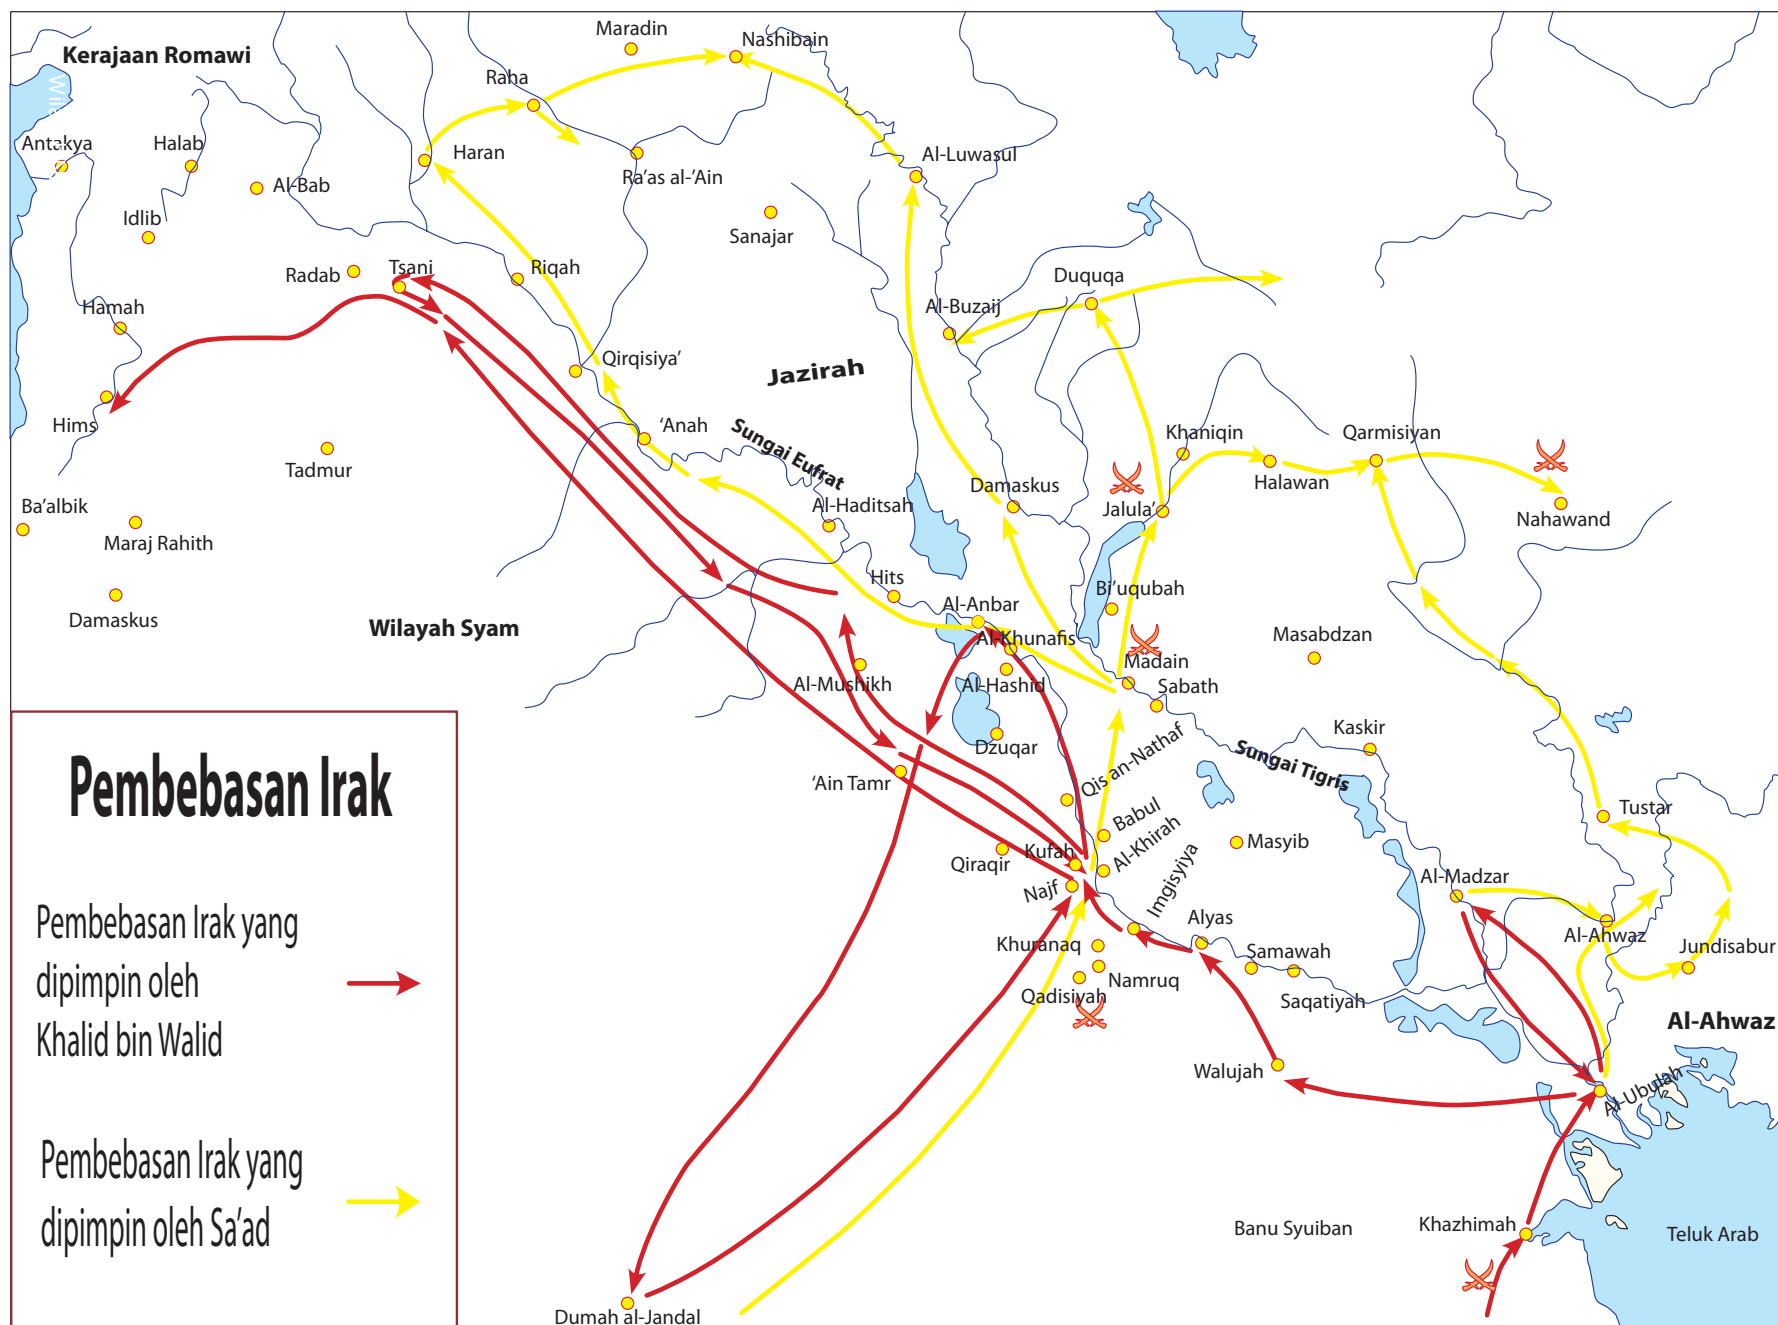 Kerajaan Romawi
Wila
Maradin
Nashibain
Raha
Antakya
Halab
Haran
Al-Luwasul
Al-Bab
Ra'as al-'Ain
Idlib
Sanajar
Radab
Tsani
Riqah
Duquqa
Hamah
Al-Buzaij
Qirqisiya'
Jazirah
Hims
'Anah
Sungai Eufrat
Khaniqin
Qarmisiyan
Tadmur
Damaskus
Halawan
Ba'albik
Al-Haditsah
Jalula'
Nahawand
Maraj Rahith
Hits
Bi'uqubah
Al-Anbar
Damaskus
Wilayah Syam
Al-Khunafis
Masabdzan
Madain
Al-Mushikh
Al-Hashid
Sabath
Kaskir
Dzuqar
Qis an-Nathaf
Sungai Tigris
'Ain Tamr
Babul
Tustar
Al-Khirah
Masyib
Kufah
Qiraqir
Imgisyiya
Najf
Al-Madzar
Alyas
Khuranaq
Samawah
Al-Ahwaz
Jundisabur
Namruq
Qadisiyah
Saqatiyah
Al-Ahwaz
Walujah
Al-Ubulah
Banu Syuiban
Khazhimah
Teluk Arab
Dumah al-Jandal
Pembebasan Irak
Pembebasan Irak yang
dipimpin oleh
Khalid bin Walid
Pembebasan Irak yang
dipimpin oleh Sa'ad